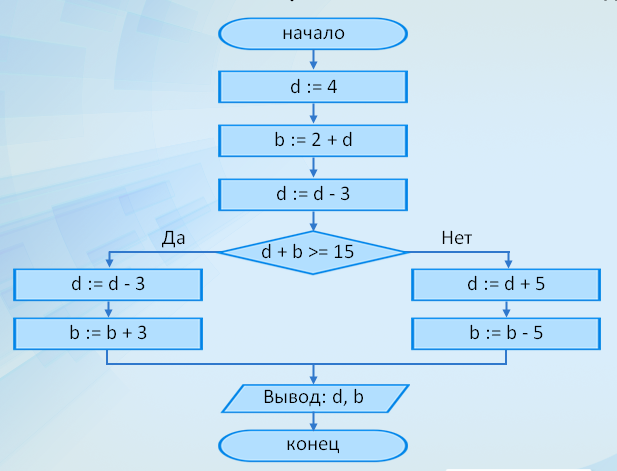 начало
d := 4
b := 2 + d
d := d - 3
d + b >= 15
Да
Нет
d := d - 3
d := d + 5
b := b + 3
b := b - 5
Вывод: d, b
конец